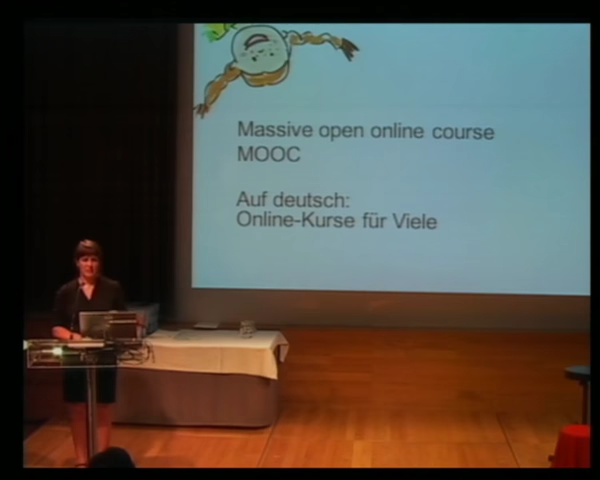 Massive open online course
MOOC
Auf deutsch:
Online-Kurse für Viele